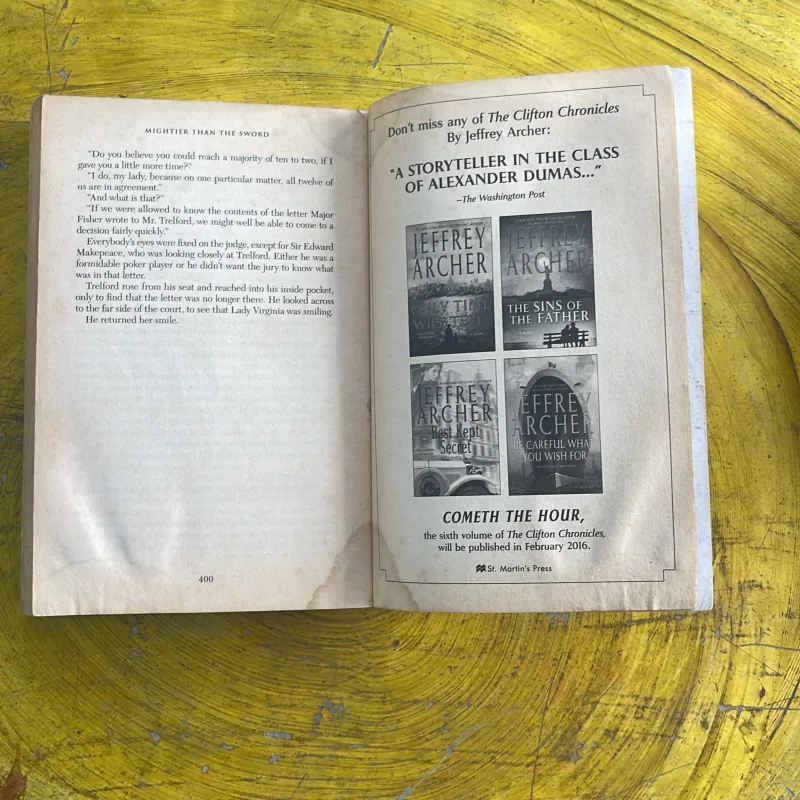 MIGHTIER THAN THE SWORD
"Do you believe you could reach a majority of ten to two, if I
gave you a little more time?"
"I do, my lady, because on one particular matter, all twelve of
us are in agreement."
"And what is that?"
"If we were allowed to know the contents of the letter Major
Fisher wrote to Mr. Trelford, we might well be able to come to a
decision fairly quickly."
Everybody's eyes were fixed on the judge, except for Sir Edward
Makepeace, who was looking closely at Trelford. Either he was a
formidable poker player or he didn't want the jury to know what
was in that letter.
Trelford rose from his seat and reached into his inside pocket,
only to find that the letter was no longer there. He looked across
to the far side of the court, to see that Lady Virginia was smiling.
He returned her smile.
400
Don't miss any of The Clifton Chronicles
By Jeffrey Archer:
"A STORYTELLER IN THE CLASS
OF ALEXANDER DUMAS..."
–The Washington Post
JEFFREY
ARCHER
ONLY TIME
WILL TELL
JEFFREY
ARCHER
THE SINS OF
THE FATHER
JEFFREY
ARCHER
Best Kept
Secret
JEFFREY
ARCHER
BE CAREFUL WHAT
YOU WISH FOR
COMETH THE HOUR,
the sixth volume of The Clifton Chronicles,
will be published in February 2016.
St. Martin's Press